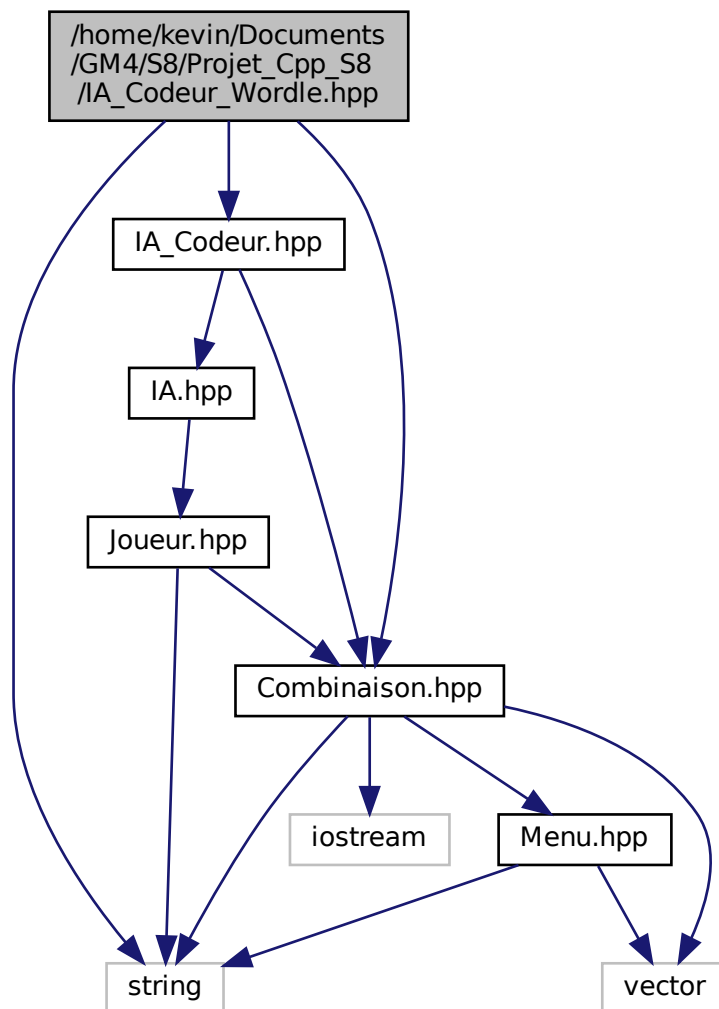 /home/kevin/Documents
/GM4/S8/Projet_Cpp_S8
/IA_Codeur_Wordle.hpp
IA_Codeur.hpp
IA.hpp
Joueur.hpp
Combinaison.hpp
iostream
Menu.hpp
string
vector